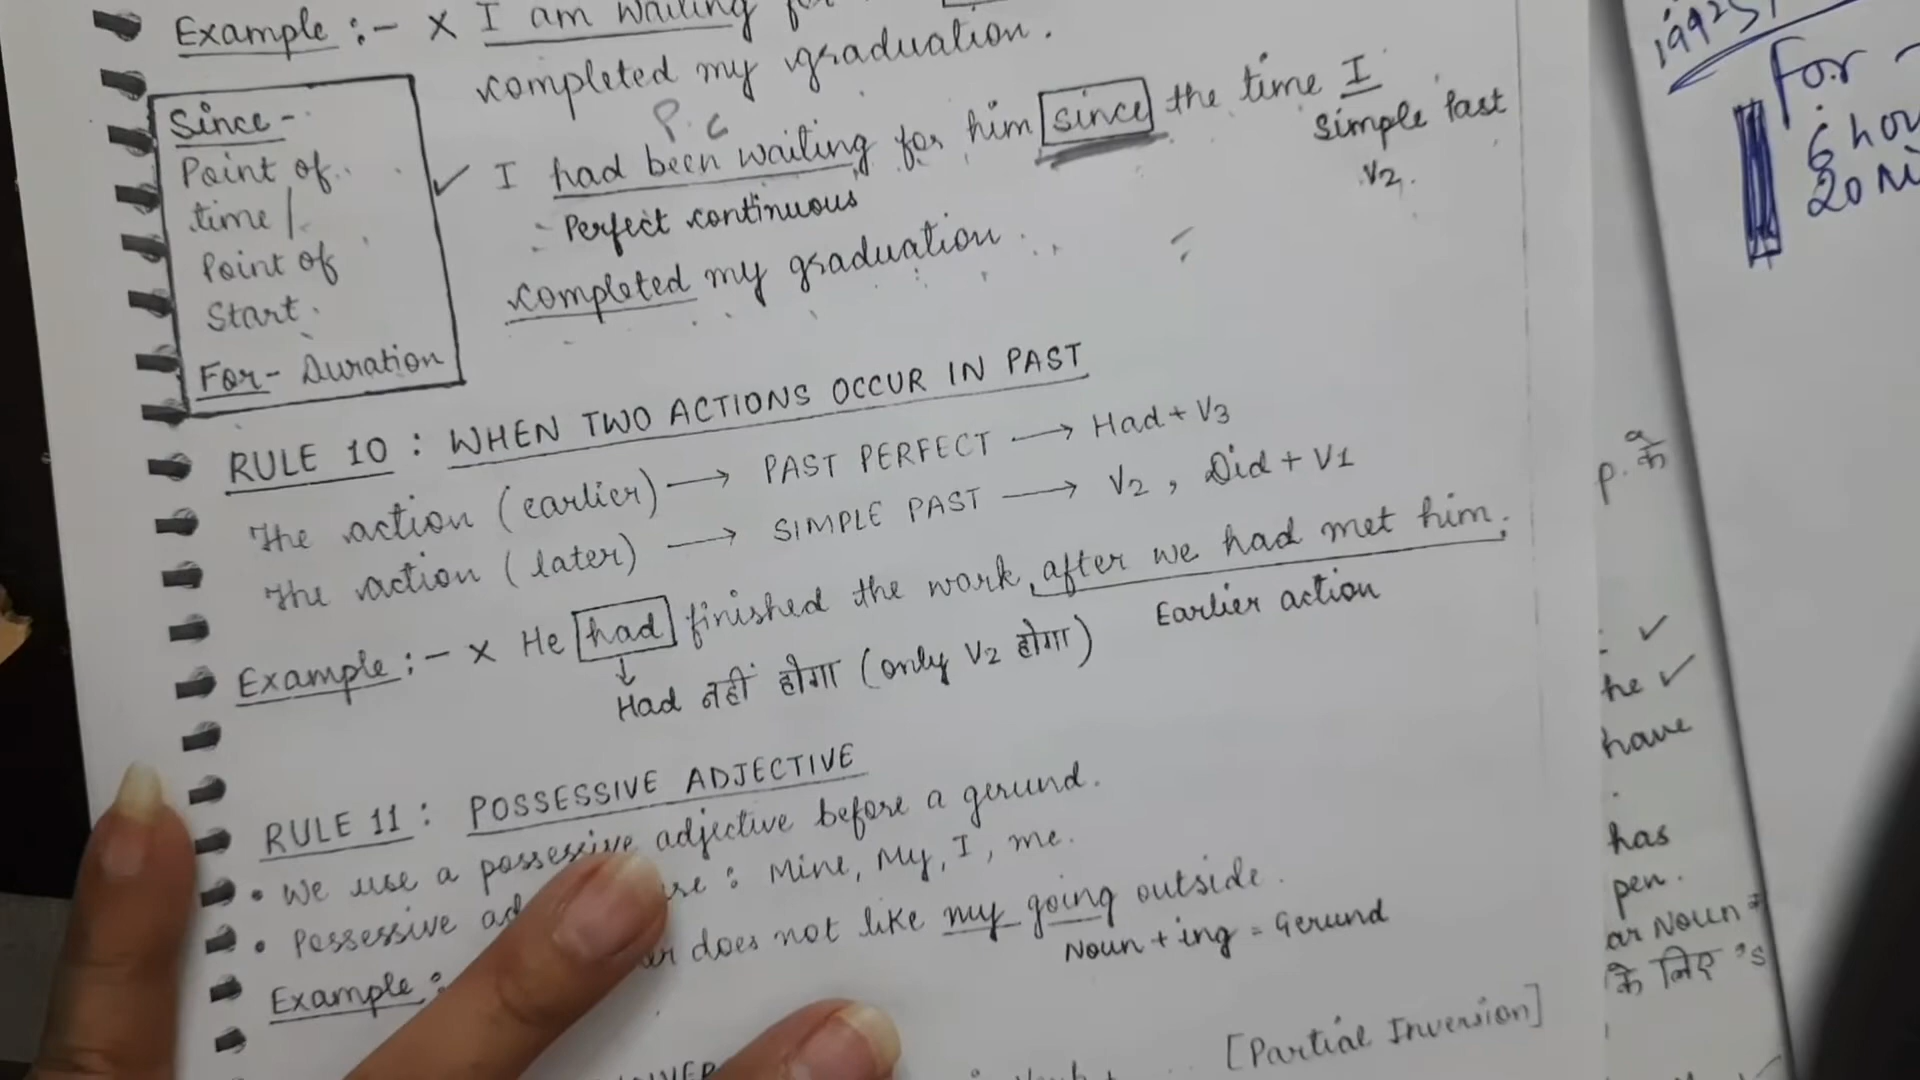 Example :- × I am waiting
completed my graduation.
Since -
Point of
time /
Point of
Start.
For - Duration
P.C
✓ I had been waiting for him since the time I
Simple Past
V2.
Perfect continuous
completed my graduation.
RULE 10 : WHEN TWO ACTIONS OCCUR IN PAST
The action (earlier) → PAST PERFECT → Had + V3
The action (later) → SIMPLE PAST → V2, Did + V1
Example :- × He had finished the work, after we had met him.
Earlier action
↓
Had नहीं होगा (only V2 होगा)
RULE 11 : POSSESSIVE ADJECTIVE
• We use a possessive adjective before a gerund.
• Possessive ad : Mine, My, I, me.
Example : does not like my going outside.
Noun + ing = Gerund
[Partial Inversion]
For -
20
✓
he ✓
have
has
pen.
Noun
के लिए 's